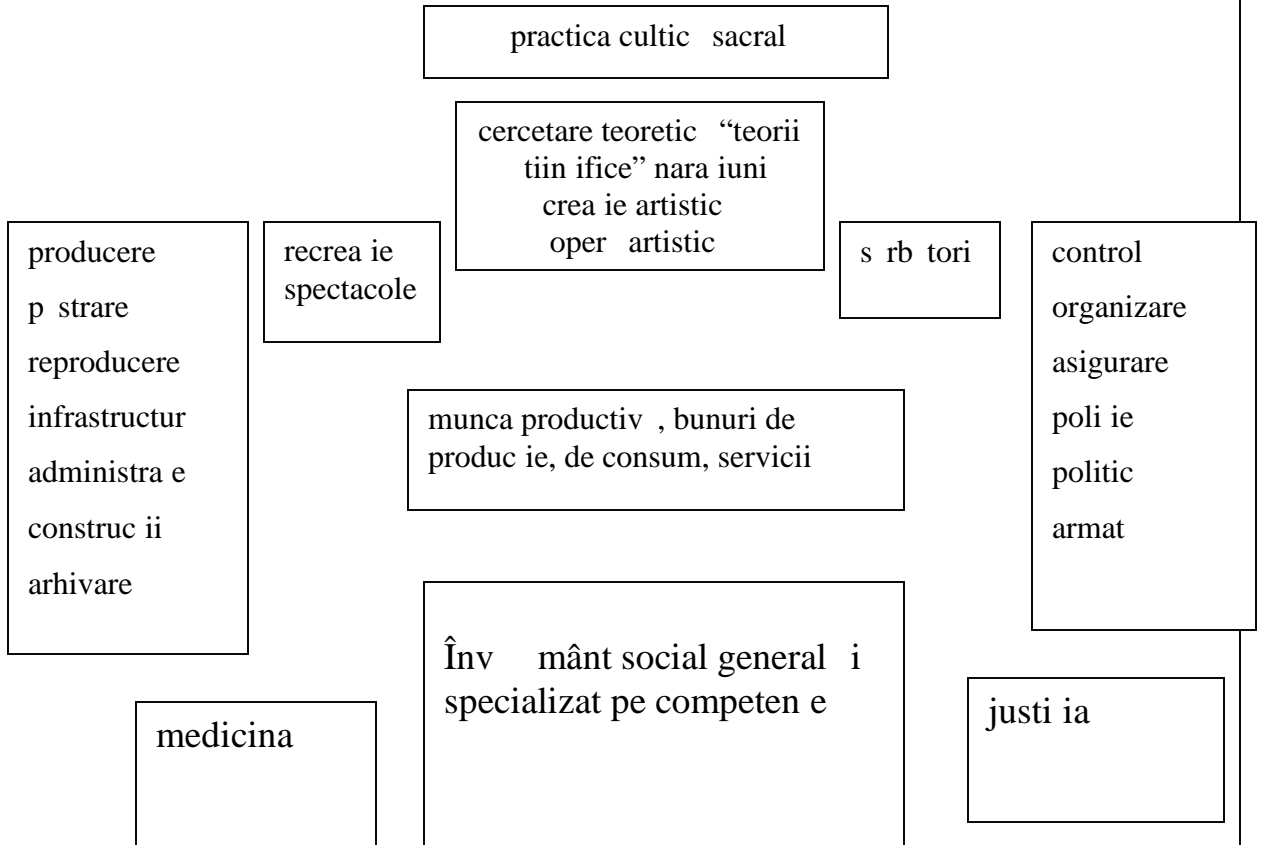 practica cultic sacral
cercetare teoretic “teorii
tiin ifice” nara iuni
crea ie artistic
oper artistic
producere
p strare
reproducere
infrastructur
administra e
construc ii
arhivare
recrea ie
spectacole
s rb tori
control
organizare
asigurare
poli ie
politic
armat
munca productiv , bunuri de
produc ie, de consum, servicii
Înv mânt social general i
specializat pe competen e
medicina
justi ia